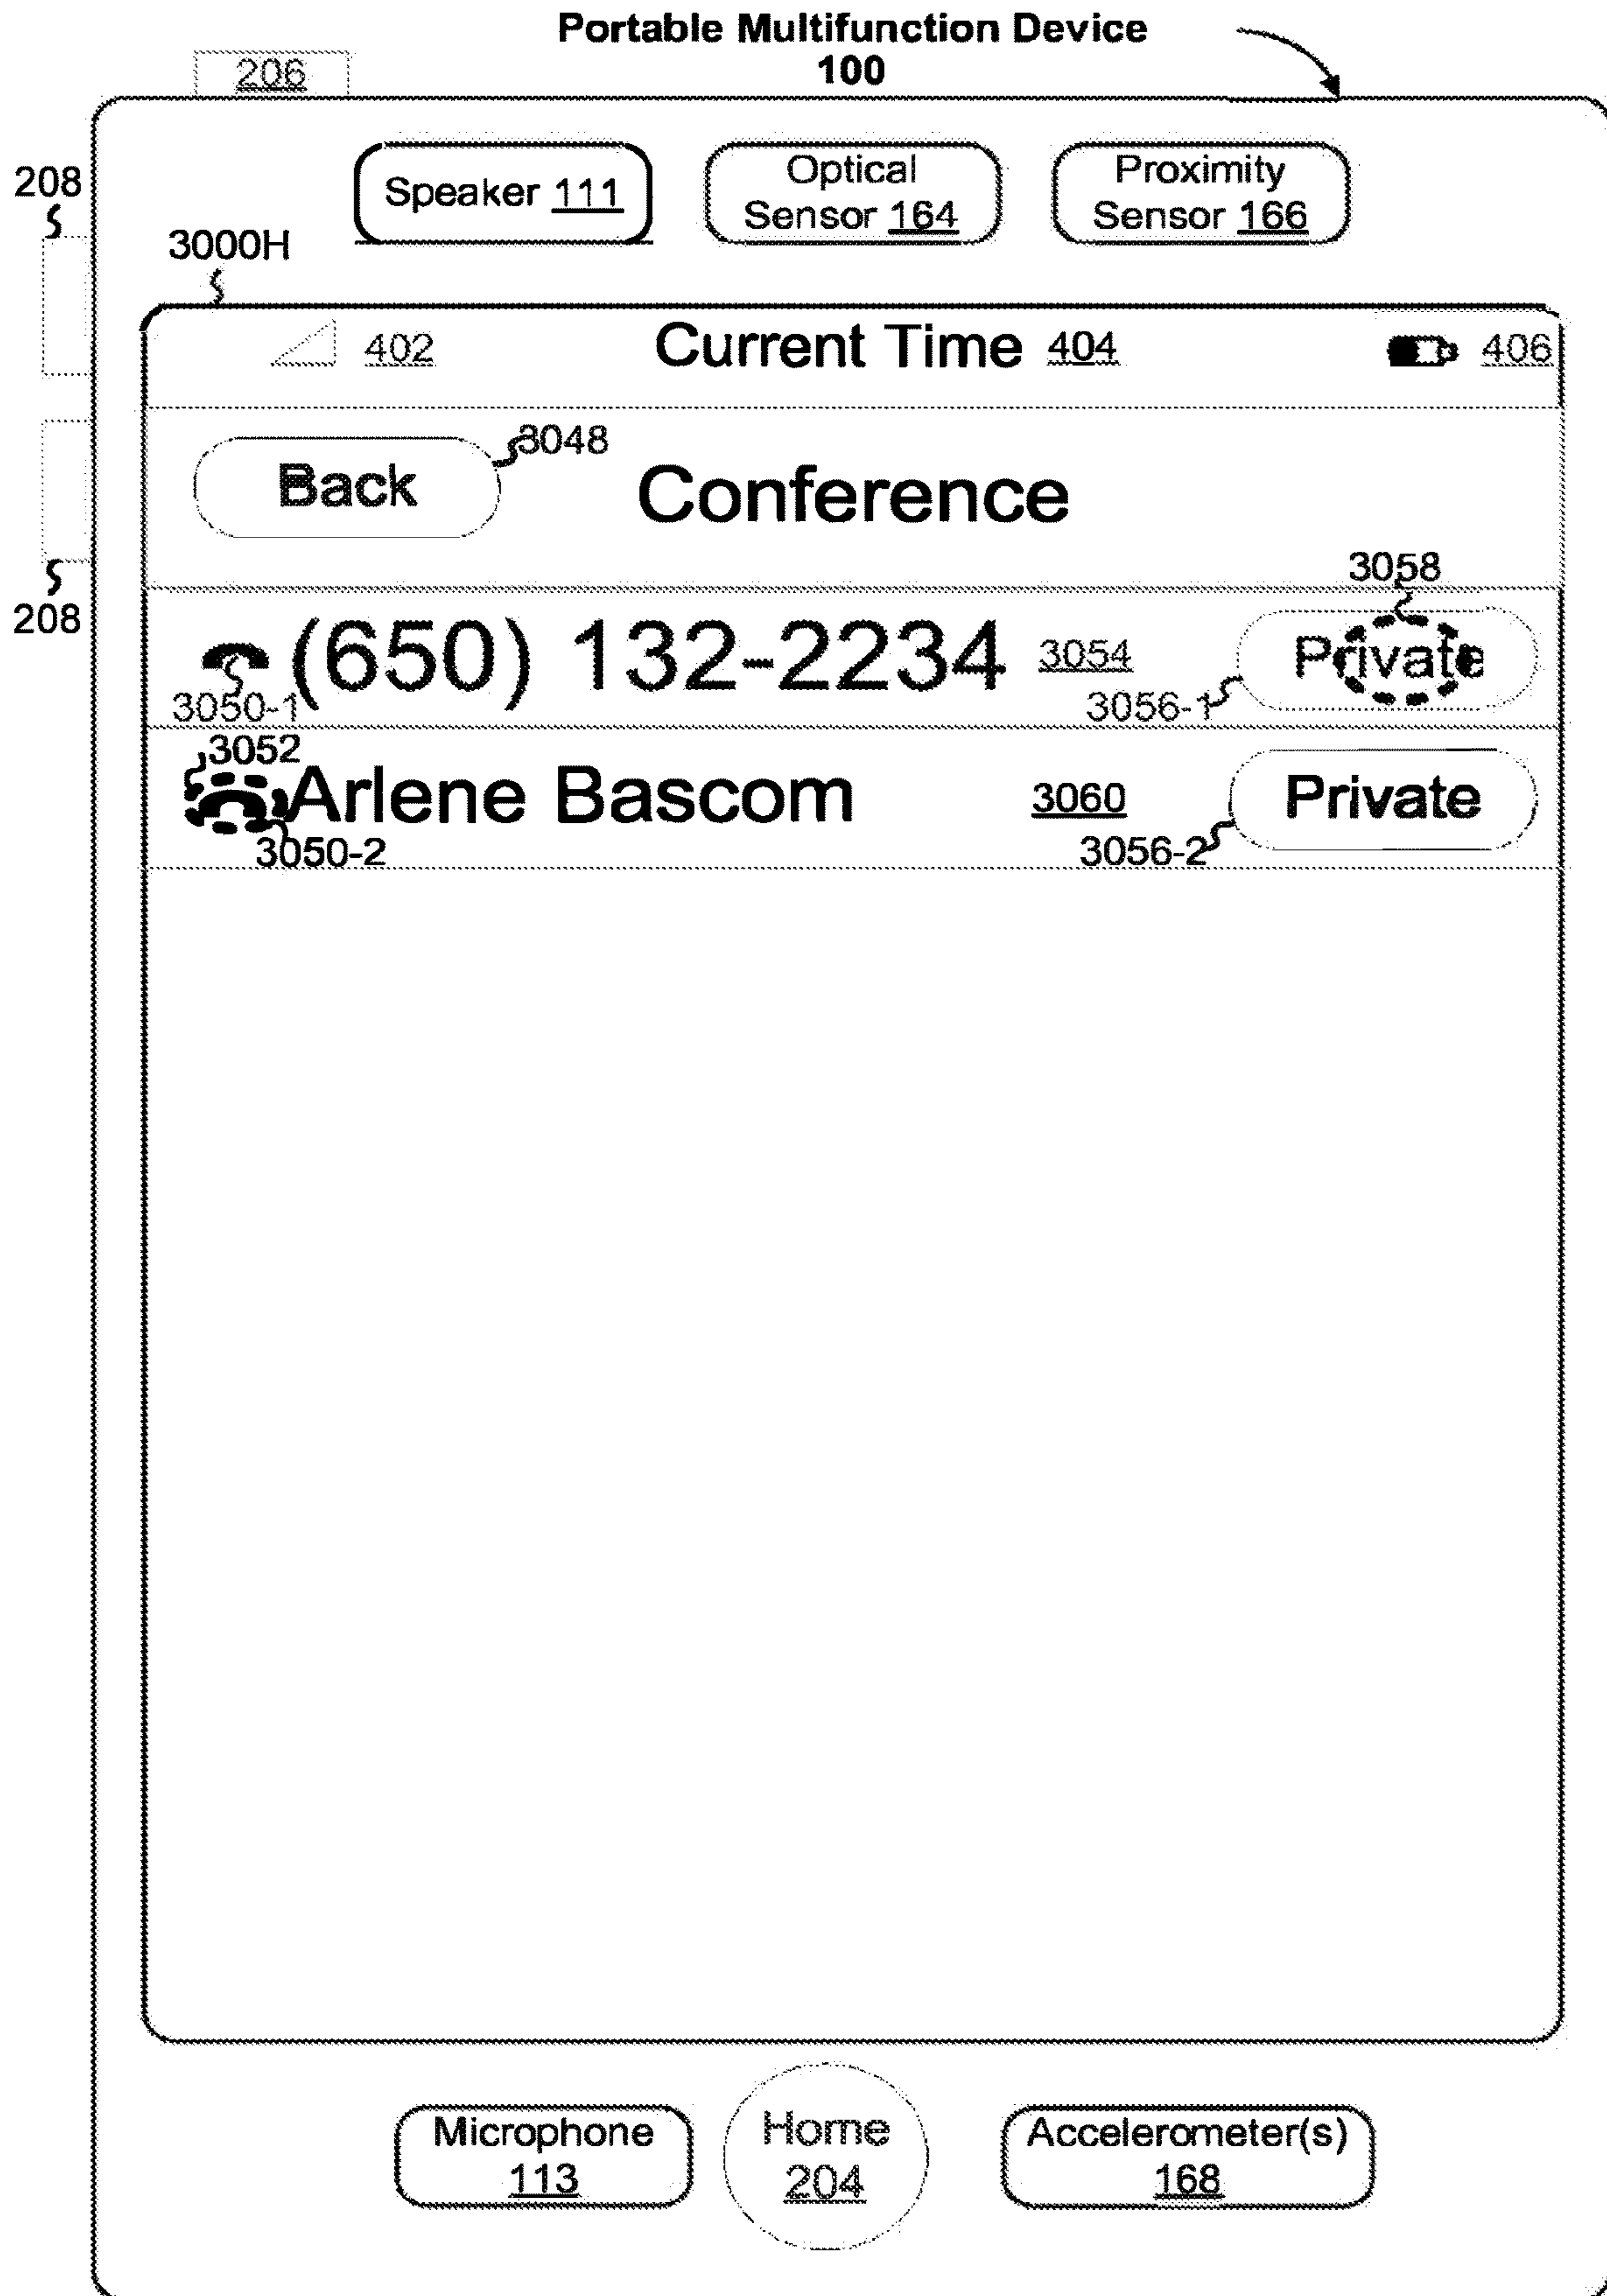 Portable Multifunction Device
100
206
208
Speaker 111
Optical
Sensor 164
Proximity
Sensor 166
3000H
402
Current Time 404
406
Back
3048
Conference
208
3058
(650) 132-2234
3054
Private
3050-1
3056-1
3052
Arlene Bascom
3060
Private
3050-2
3056-2
Microphone
113
Home
204
Accelerometer(s)
168